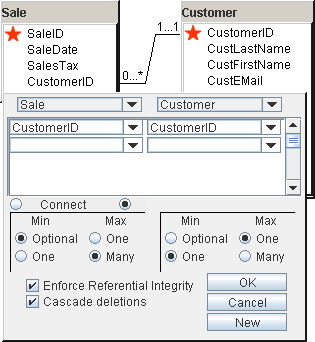 Sale Customer
SaleID
SaleDate
SalesTax
CustomerID
1...1
0...*
CustomerID
CustLastName
CustFirstName
CustEMail
Sale Customer
CustomerID CustomerID
Connect
Min Max Min Max
Optional One Optional One
One Many One Many
Enforce Referential Integrity
Cascade deletions
OK
Cancel
New